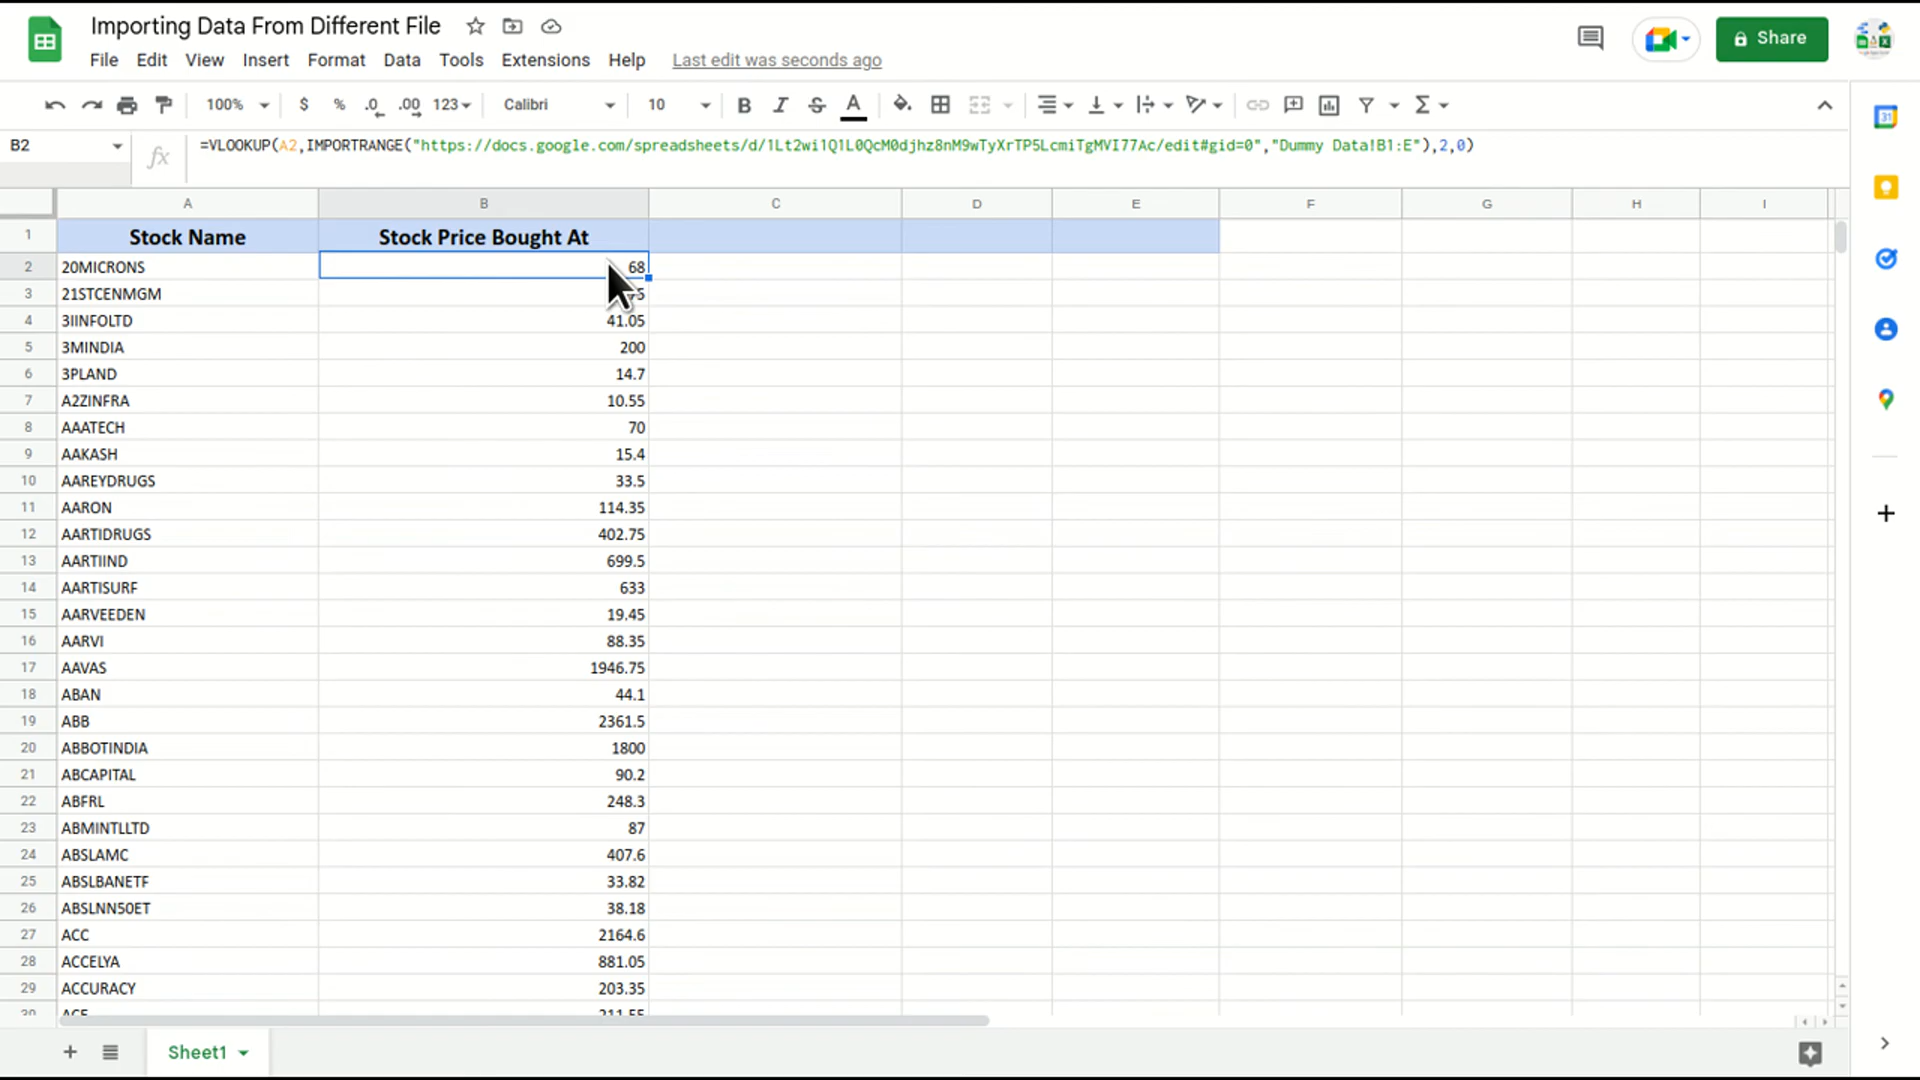 Importing Data From Different File
File Edit View Insert Format Data Tools Extensions Help Last edit was seconds ago
Share
100% $ % .0 .00 123 Calibri 10 B I S A Σ
B2 fx =VLOOKUP(A2,IMPORTRANGE("https://docs.google.com/spreadsheets/d/1Lt2wi1Q1L0QcM0djhz8nM9wTyXrTP5LcmiTgMVI77Ac/edit#gid=0","Dummy Data!B1:E"),2,0)
A B C D E F G H I
1 Stock Name Stock Price Bought At
2 20MICRONS 68
3 21STCENMGM
4 3IINFOLTD 41.05
5 3MINDIA 200
6 3PLAND 14.7
7 A2ZINFRA 10.55
8 AAATECH 70
9 AAKASH 15.4
10 AAREYDRUGS 33.5
11 AARON 114.35
12 AARTIDRUGS 402.75
13 AARTIIND 699.5
14 AARTISURF 633
15 AARVEEDEN 19.45
16 AARVI 88.35
17 AAVAS 1946.75
18 ABAN 44.1
19 ABB 2361.5
20 ABBOTINDIA 1800
21 ABCAPITAL 90.2
22 ABFRL 248.3
23 ABMINTLLTD 87
24 ABSLAMC 407.6
25 ABSLBANETF 33.82
26 ABSLNN50ET 38.18
27 ACC 2164.6
28 ACCELYA 881.05
29 ACCURACY 203.35
30 ACE 211.55
Sheet1